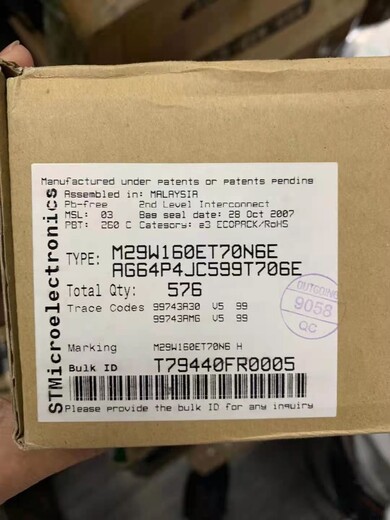 STMicroelectronics
Manufactured under patents or patents pending
Assembled in: MALAYSIA
Pb-free 2nd Level Interconnect
MSL: 03 Bag seal date: 28 Oct 2007
PBT: 260 C Category: e3 ECOPACK/RoHS
TYPE: M29W160ET70N6E
AG64P4JC599T706E
Total Qty: 576
Trace Codes 99743A30 V5 99
99743AMG V5 99
OUTGOING
9058
QC
Marking M29W160ET70N6 H
Bulk ID T79440FR0005
Please provide the bulk ID for any inquiry